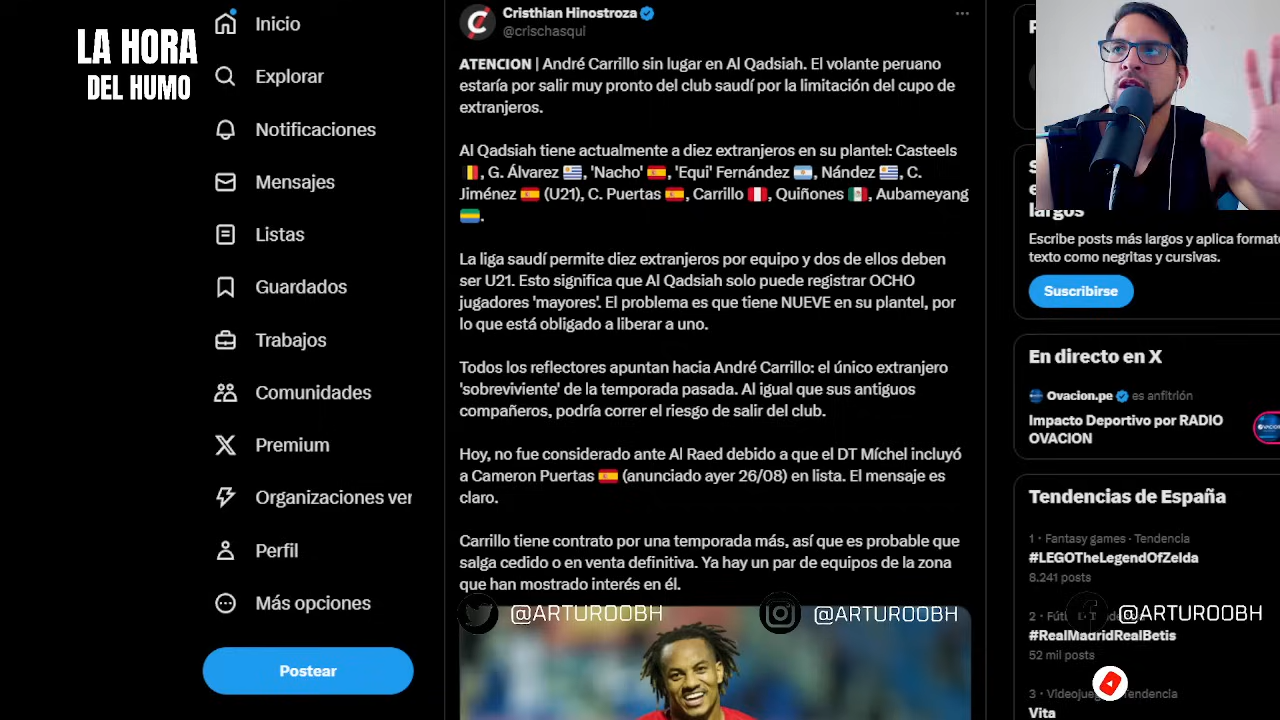 LA HORA
DEL HUMO
Inicio
Explorar
Notificaciones
Mensajes
Listas
Guardados
Trabajos
Comunidades
Premium
Organizaciones ver
Perfil
Más opciones
Postear
Cristhian Hinostroza
@crischasqui
ATENCION | André Carrillo sin lugar en Al Qadsiah. El volante peruano
estaría por salir muy pronto del club saudí por la limitación del cupo de
extranjeros.
Al Qadsiah tiene actualmente a diez extranjeros en su plantel: Casteels
, G. Álvarez , 'Nacho' , 'Equi' Fernández , Nández , C.
Jiménez (U21), C. Puertas , Carrillo , Quiñones , Aubameyang
.
La liga saudí permite diez extranjeros por equipo y dos de ellos deben
ser U21. Esto significa que Al Qadsiah solo puede registrar OCHO
jugadores 'mayores'. El problema es que tiene NUEVE en su plantel, por
lo que está obligado a liberar a uno.
Todos los reflectores apuntan hacia André Carrillo: el único extranjero
'sobreviviente' de la temporada pasada. Al igual que sus antiguos
compañeros, podría correr el riesgo de salir del club.
Hoy, no fue considerado ante Al Raed debido a que el DT Míchel incluyó
a Cameron Puertas (anunciado ayer 26/08) en lista. El mensaje es
claro.
Carrillo tiene contrato por una temporada más, así que es probable que
salga cedido o en venta definitiva. Ya hay un par de equipos de la zona
que han mostrado interés en él.
@ARTUROOBH
@ARTUROOBH
@ARTUROOBH
largos
Escribe posts más largos y aplica formato
texto como negritas y cursivas.
Suscribirse
En directo en X
Ovacion.pe es anfitrión
Impacto Deportivo por RADIO
OVACION
Tendencias de España
1 · Fantasy games · Tendencia
#LEGOTheLegendOfZelda
8.241 posts
#RealMadridRealBetis
52 mil posts
3 · Videojuegos · Tendencia
Vita